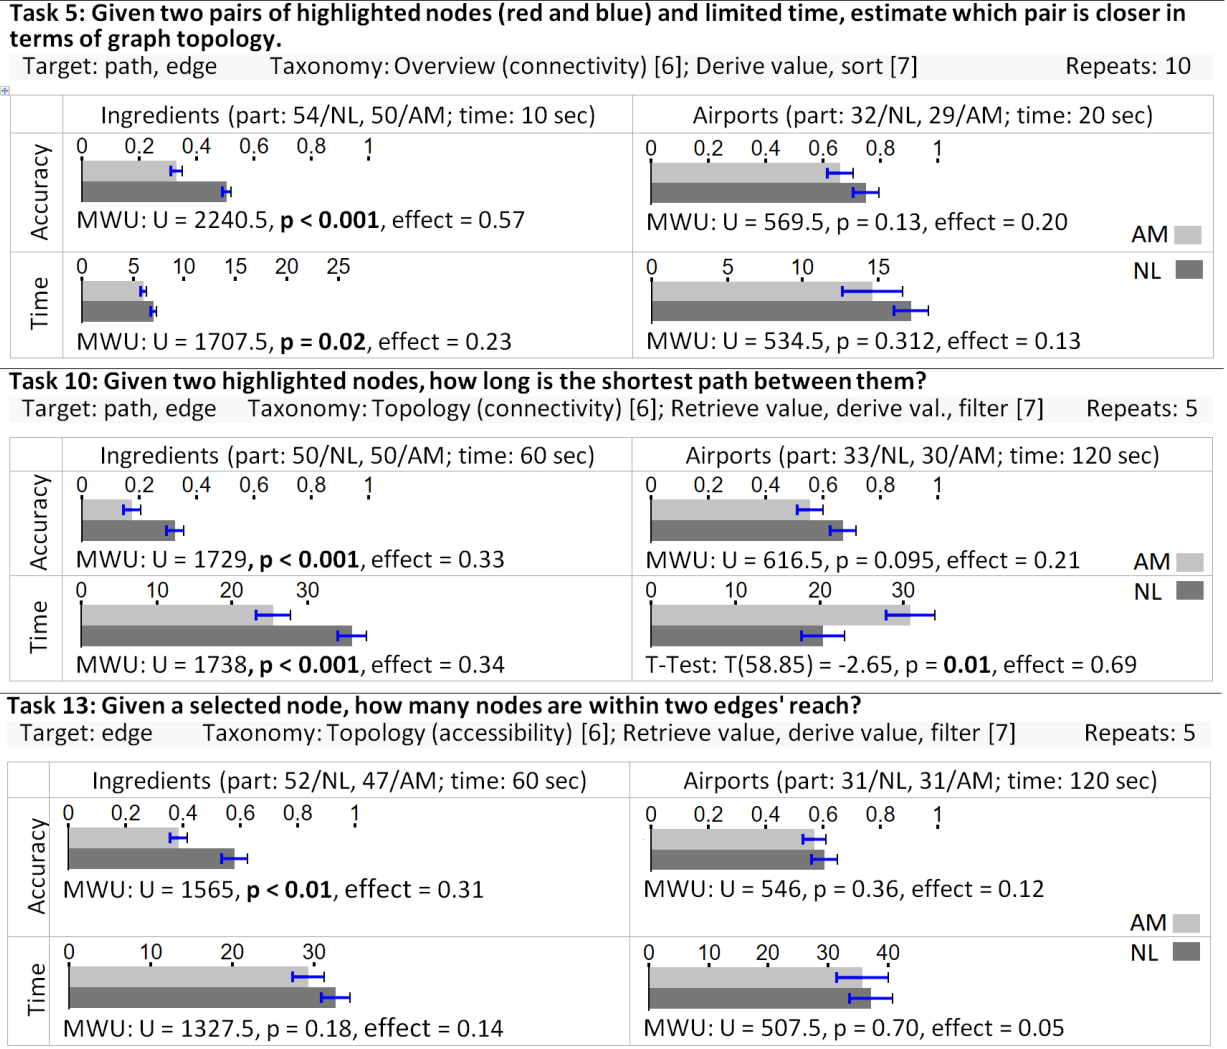 Task 5: Given two pairs of highlighted nodes (red and blue) and limited time, estimate which pair is closer in
terms of graph topology.
Target: path, edge Taxonomy: Overview (connectivity) [6]; Derive value, sort [7] Repeats: 10
Ingredients (part: 54/NL, 50/AM; time: 10 sec) Airports (part: 32/NL, 29/AM; time: 20 sec)
Accuracy
0 0.2 0.4 0.6 0.8 1 0 0.2 0.4 0.6 0.8 1
MWU: U = 2240.5, p < 0.001, effect = 0.57 MWU: U = 569.5, p = 0.13, effect = 0.20
AM
NL
Time
0 5 10 15 20 25 0 5 10 15
MWU: U = 1707.5, p = 0.02, effect = 0.23 MWU: U = 534.5, p = 0.312, effect = 0.13
Task 10: Given two highlighted nodes, how long is the shortest path between them?
Target: path, edge Taxonomy: Topology (connectivity) [6]; Retrieve value, derive val., filter [7] Repeats: 5
Ingredients (part: 50/NL, 50/AM; time: 60 sec) Airports (part: 33/NL, 30/AM; time: 120 sec)
Accuracy
0 0.2 0.4 0.6 0.8 1 0 0.2 0.4 0.6 0.8 1
MWU: U = 1729, p < 0.001, effect = 0.33 MWU: U = 616.5, p = 0.095, effect = 0.21
AM
NL
Time
0 10 20 30 0 10 20 30
MWU: U = 1738, p < 0.001, effect = 0.34 T-Test: T(58.85) = -2.65, p = 0.01, effect = 0.69
Task 13: Given a selected node, how many nodes are within two edges' reach?
Target: edge Taxonomy: Topology (accessibility) [6]; Retrieve value, derive value, filter [7] Repeats: 5
Ingredients (part: 52/NL, 47/AM; time: 60 sec) Airports (part: 31/NL, 31/AM; time: 120 sec)
Accuracy
0 0.2 0.4 0.6 0.8 1 0 0.2 0.4 0.6 0.8 1
MWU: U = 1565, p < 0.01, effect = 0.31 MWU: U = 546, p = 0.36, effect = 0.12
AM
NL
Time
0 10 20 30 0 10 20 30 40
MWU: U = 1327.5, p = 0.18, effect = 0.14 MWU: U = 507.5, p = 0.70, effect = 0.05